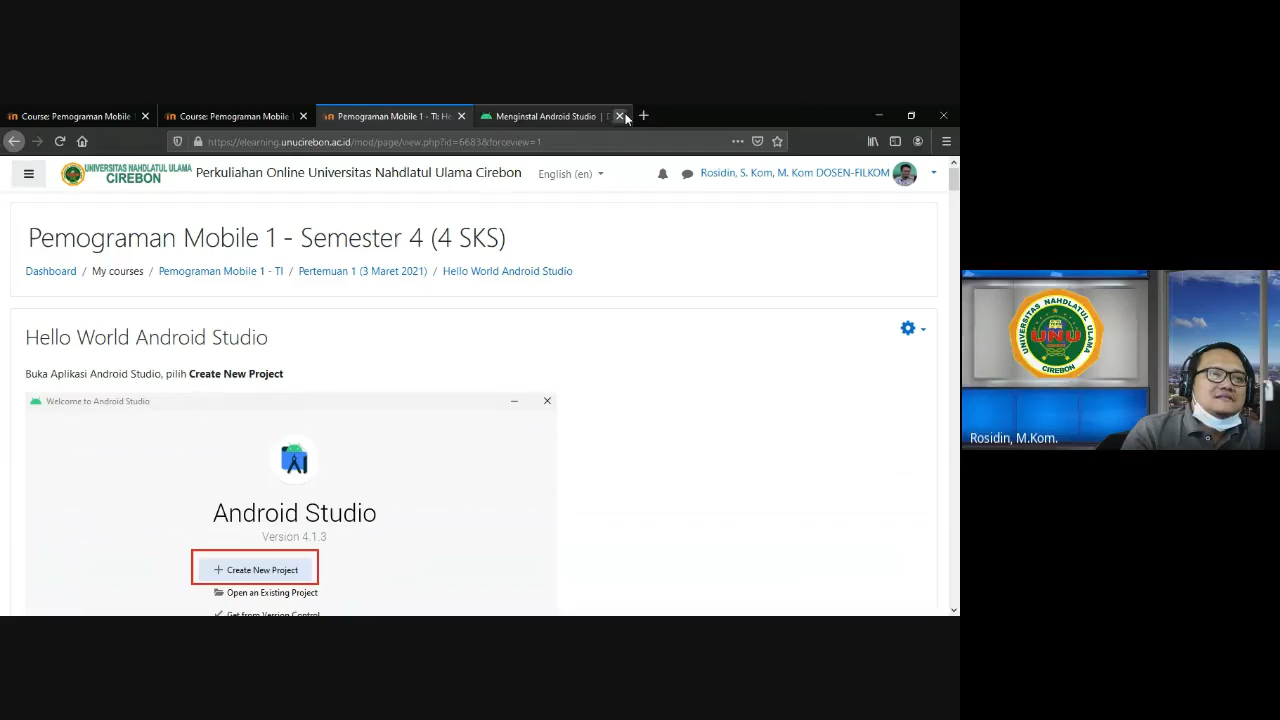 Course: Pemograman Mobile
Course: Pemograman Mobile
Pemograman Mobile 1 - TI: He
Menginstal Android Studio | D
https://elearning.unucirebon.ac.id/mod/page/view.php?id=6683&forceview=1
UNIVERSITAS NAHDLATUL ULAMA
CIREBON
Perkuliahan Online Universitas Nahdlatul Ulama Cirebon
English (en)
Rosidin, S. Kom, M. Kom DOSEN-FILKOM
Pemograman Mobile 1 - Semester 4 (4 SKS)
Dashboard / My courses / Pemograman Mobile 1 - TI / Pertemuan 1 (3 Maret 2021) / Hello World Android Studio
Hello World Android Studio
Buka Aplikasi Android Studio, pilih Create New Project
Welcome to Android Studio
Android Studio
Version 4.1.3
+ Create New Project
Open an Existing Project
Get from Version Control
UNIVERSITAS NAHDLATUL ULAMA
UNU
CIREBON
Rosidin, M.Kom.